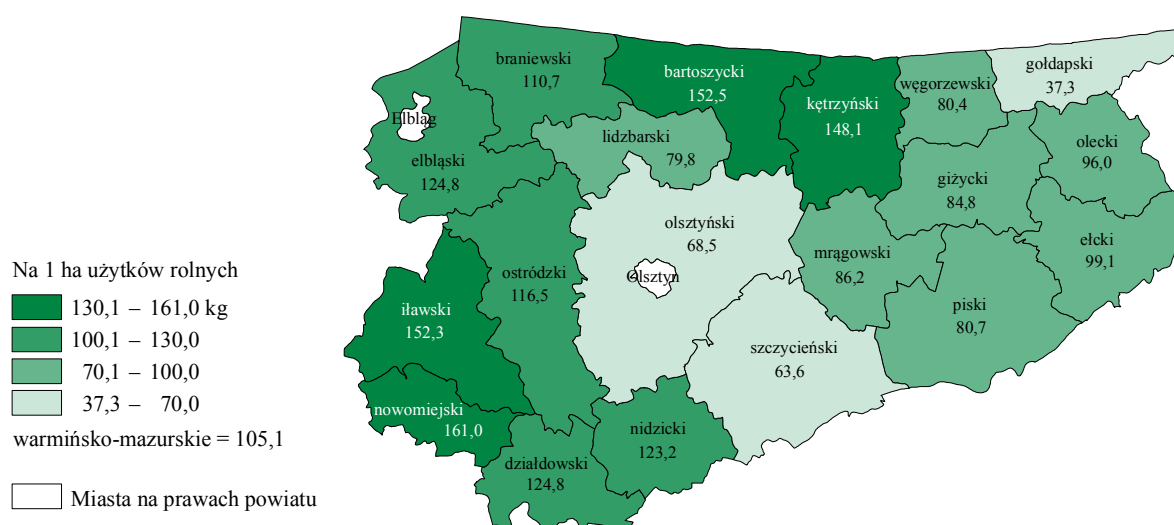 braniewski
110,7
bartoszycki
152,5
kętrzyński
148,1
węgorzewski
80,4
gołdapski
37,3
Elbląg
elbląski
124,8
lidzbarski
79,8
olecki
96,0
giżycki
84,8
olsztyński
68,5
Olsztyn
mrągowski
86,2
ełcki
99,1
ostródzki
116,5
piski
80,7
iławski
152,3
szczycieński
63,6
nowomiejski
161,0
nidzicki
123,2
działdowski
124,8
Na 1 ha użytków rolnych
130,1 – 161,0 kg
100,1 – 130,0
70,1 – 100,0
37,3 – 70,0
warmińsko-mazurskie = 105,1
Miasta na prawach powiatu